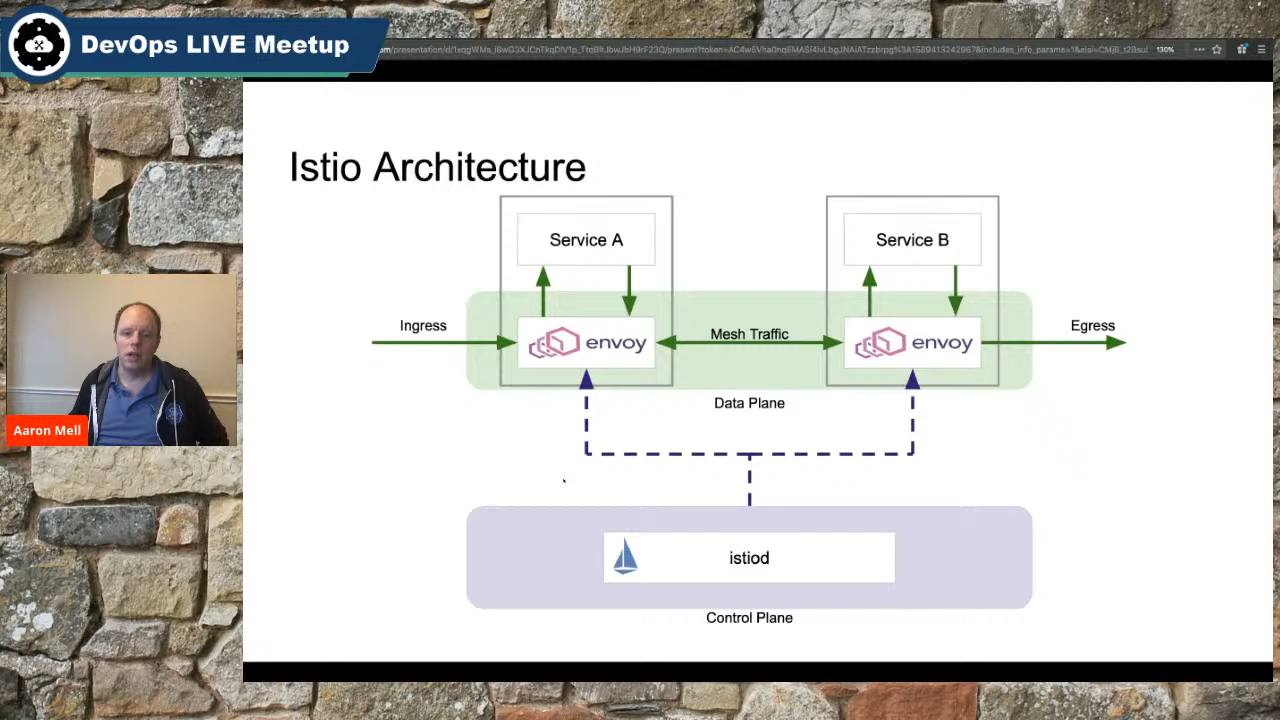 DevOps LIVE Meetup
130%
Istio Architecture
Service A
Service B
Ingress
envoy
Mesh Traffic
envoy
Egress
Data Plane
Aaron Mell
istiod
Control Plane